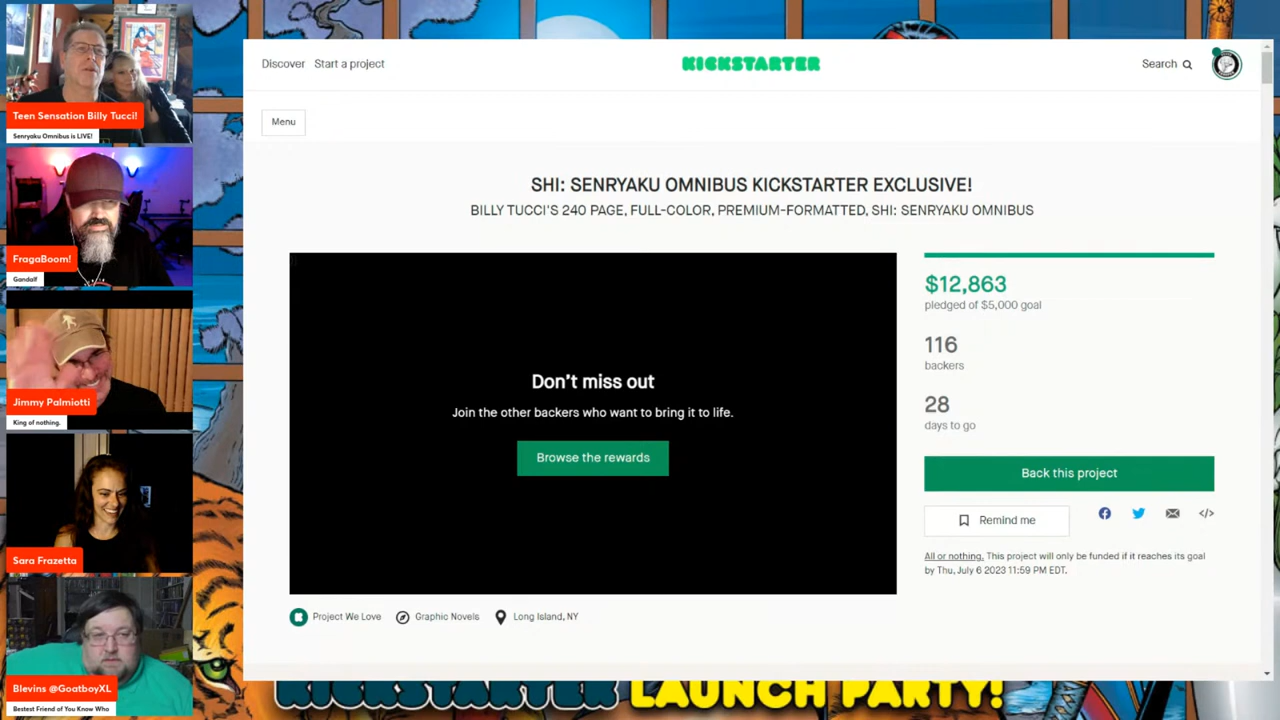 Teen Sensation Billy Tucci!
Senryaku Omnibus is LIVE!
FragaBoom!
Gandalf
Jimmy Palmiotti
King of nothing.
Sara Frazetta
Blevins @GoatboyXL
Bestest Friend of You Know Who
Discover Start a project
KICKSTARTER
Search
Menu
SHI: SENRYAKU OMNIBUS KICKSTARTER EXCLUSIVE!
BILLY TUCCI'S 240 PAGE, FULL-COLOR, PREMIUM-FORMATTED, SHI: SENRYAKU OMNIBUS
Don't miss out
Join the other backers who want to bring it to life.
Browse the rewards
$12,863
pledged of $5,000 goal
116
backers
28
days to go
Back this project
Remind me
</>
All or nothing. This project will only be funded if it reaches its goal
by Thu, July 6 2023 11:59 PM EDT.
Project We Love Graphic Novels Long Island, NY
KICKSTARTER LAUNCH PARTY!